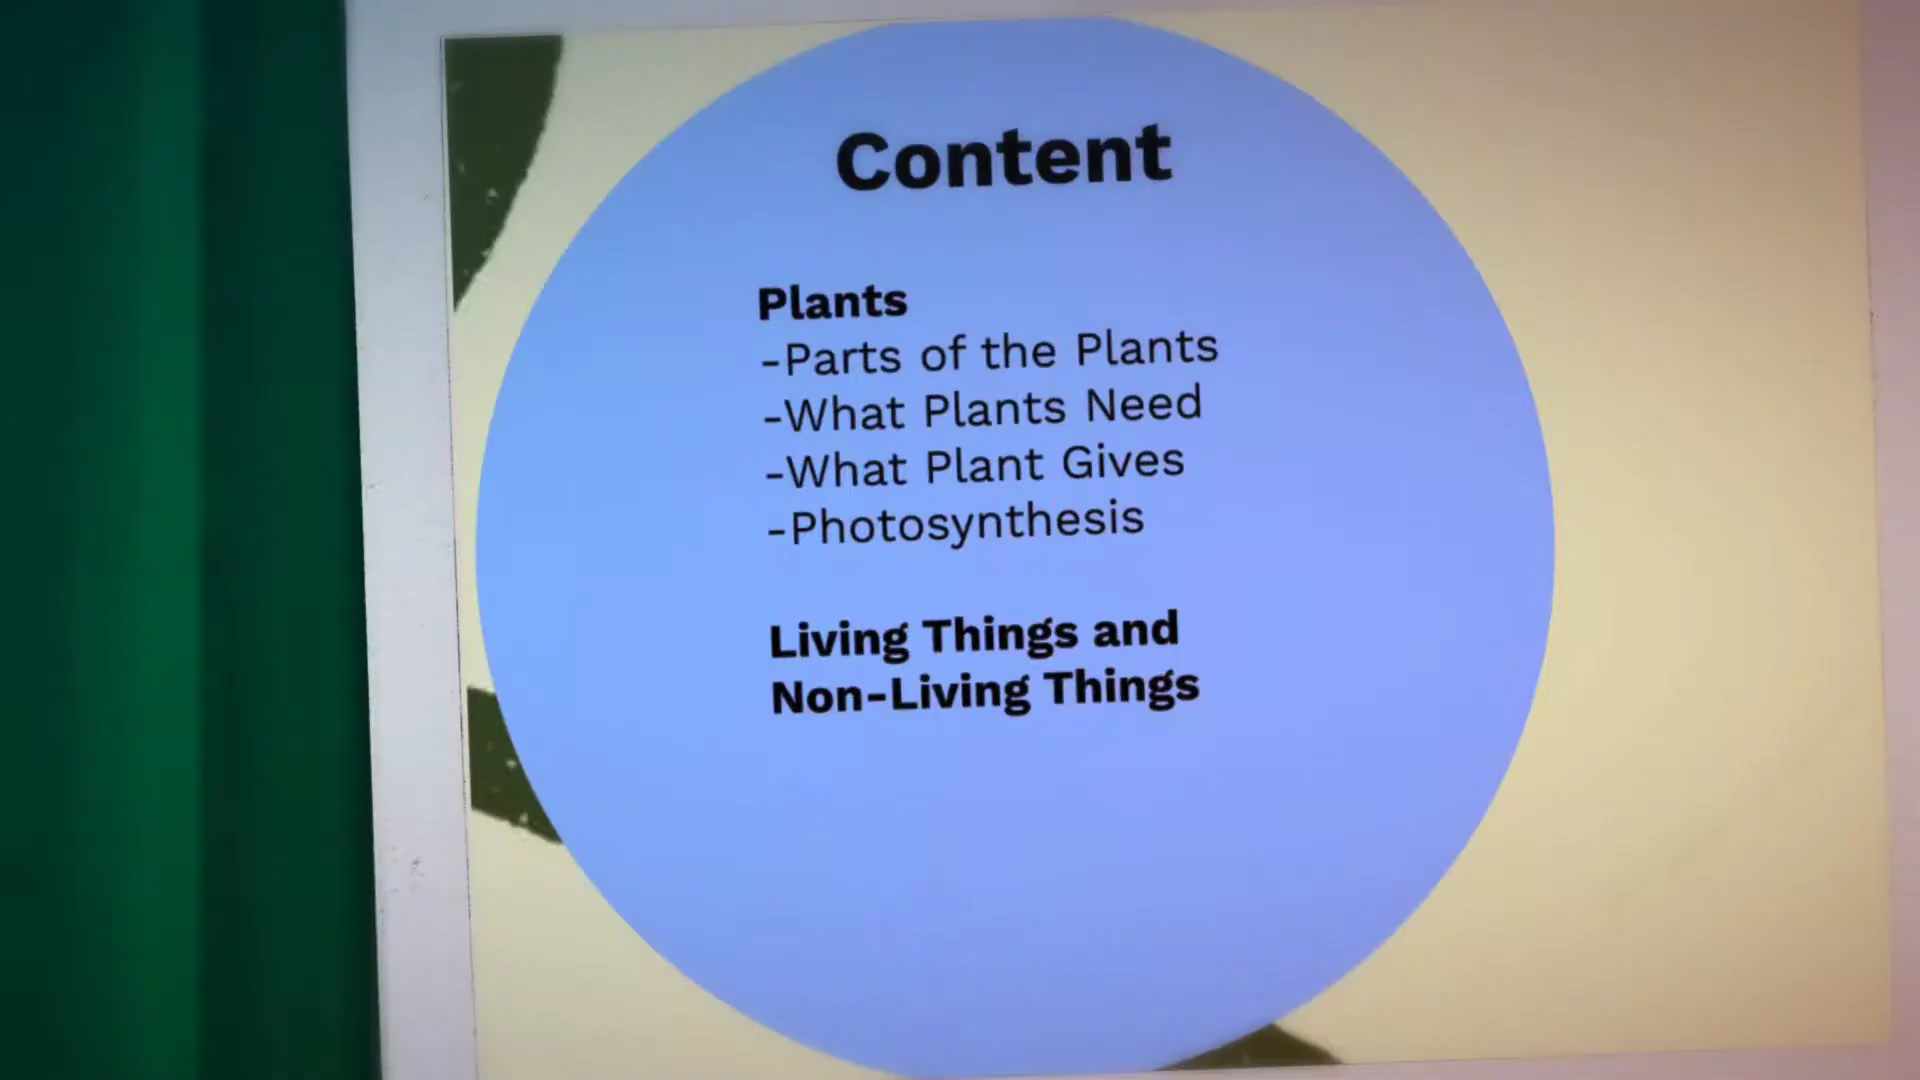 Content
Plants
-Parts of the Plants
-What Plants Need
-What Plant Gives
-Photosynthesis
Living Things and
Non-Living Things